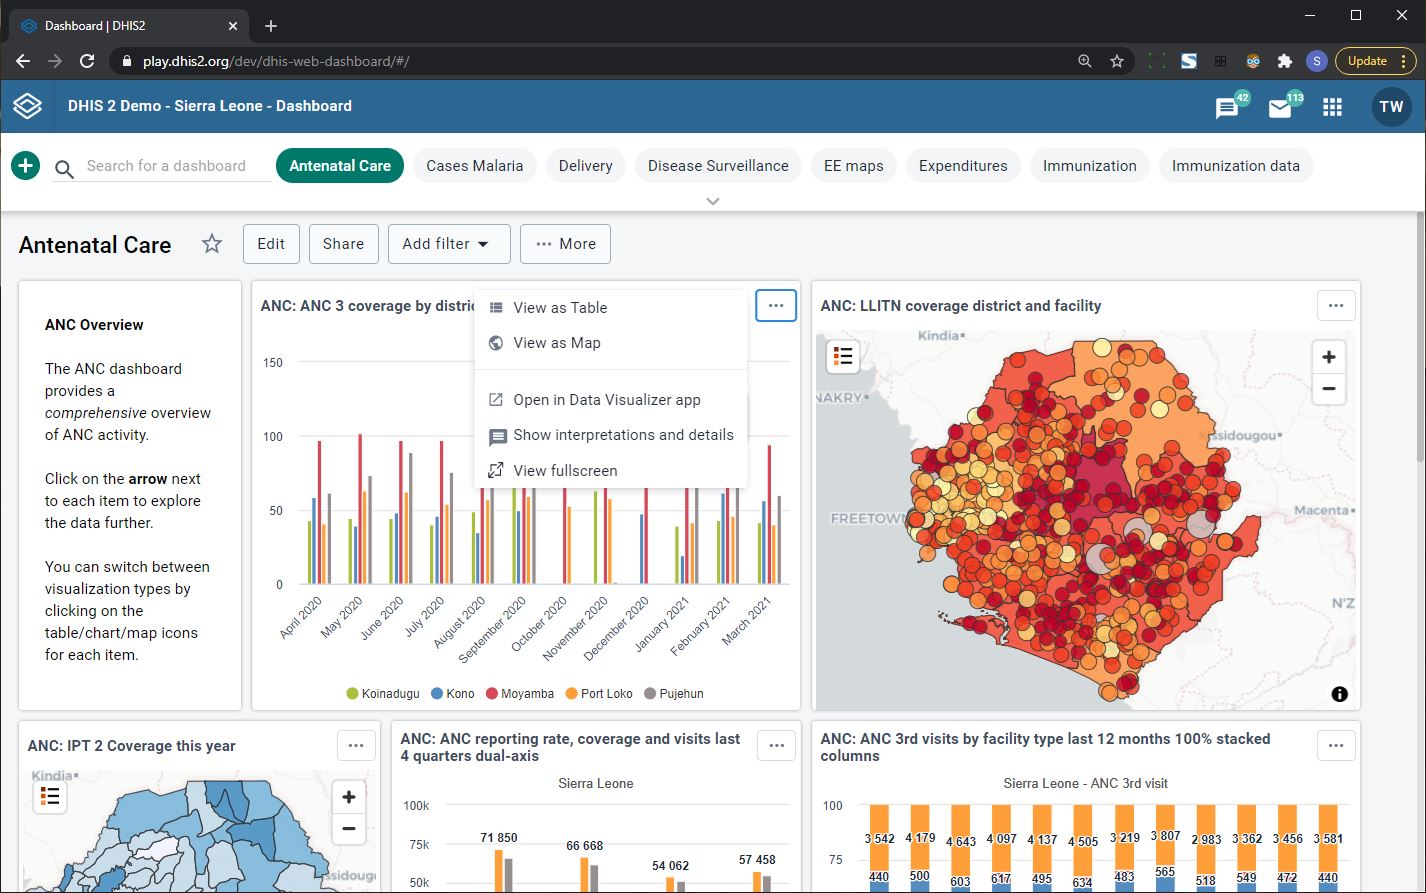 Dashboard | DHIS2
play.dhis2.org/dev/dhis-web-dashboard/#/
S
Update
DHIS 2 Demo - Sierra Leone - Dashboard
42
113
TW
Search for a dashboard
Antenatal Care
Cases Malaria
Delivery
Disease Surveillance
EE maps
Expenditures
Immunization
Immunization data
Antenatal Care
Edit
Share
Add filter
More
ANC Overview
The ANC dashboard
provides a
comprehensive overview
of ANC activity.
Click on the arrow next
to each item to explore
the data further.
You can switch between
visualization types by
clicking on the
table/chart/map icons
for each item.
ANC: ANC 3 coverage by distri
View as Table
View as Map
Open in Data Visualizer app
Show interpretations and details
View fullscreen
150
100
50
0
April 2020
May 2020
June 2020
July 2020
August 2020
September 2020
October 2020
November 2020
December 2020
January 2021
February 2021
March 2021
Koinadugu
Kono
Moyamba
Port Loko
Pujehun
ANC: LLITN coverage district and facility
Kindia
NAKRY
FREETOWN
issidougou
Macenta
N'Z
ANC: IPT 2 Coverage this year
Kindia
ssidougou
ANC: ANC reporting rate, coverage and visits last
4 quarters dual-axis
Sierra Leone
100k
75k
50k
71 850
66 668
54 062
57 458
ANC: ANC 3rd visits by facility type last 12 months 100% stacked
columns
Sierra Leone - ANC 3rd visit
100
75
3 542
4 179
4 643
4 097
4 137
4 505
3 219
3 807
2 983
3 362
3 456
3 581
440
500
603
617
495
634
483
565
518
549
472
440